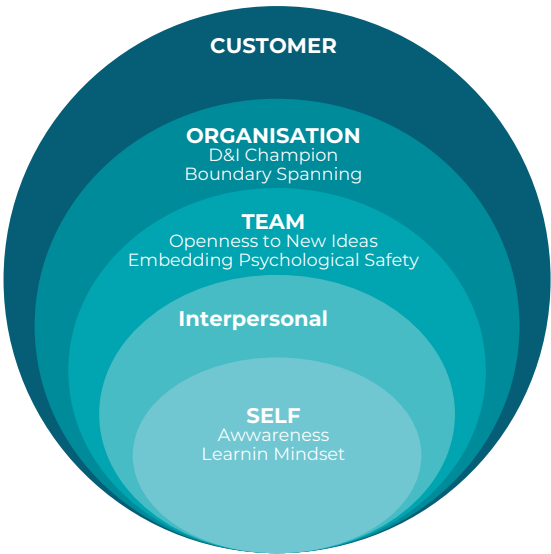 CUSTOMER
ORGANISATION
D&I Champion
Boundary Spanning
TEAM
Openness to New Ideas
Embedding Psychological Safety
Interpersonal
SELF
Awwareness
Learnin Mindset